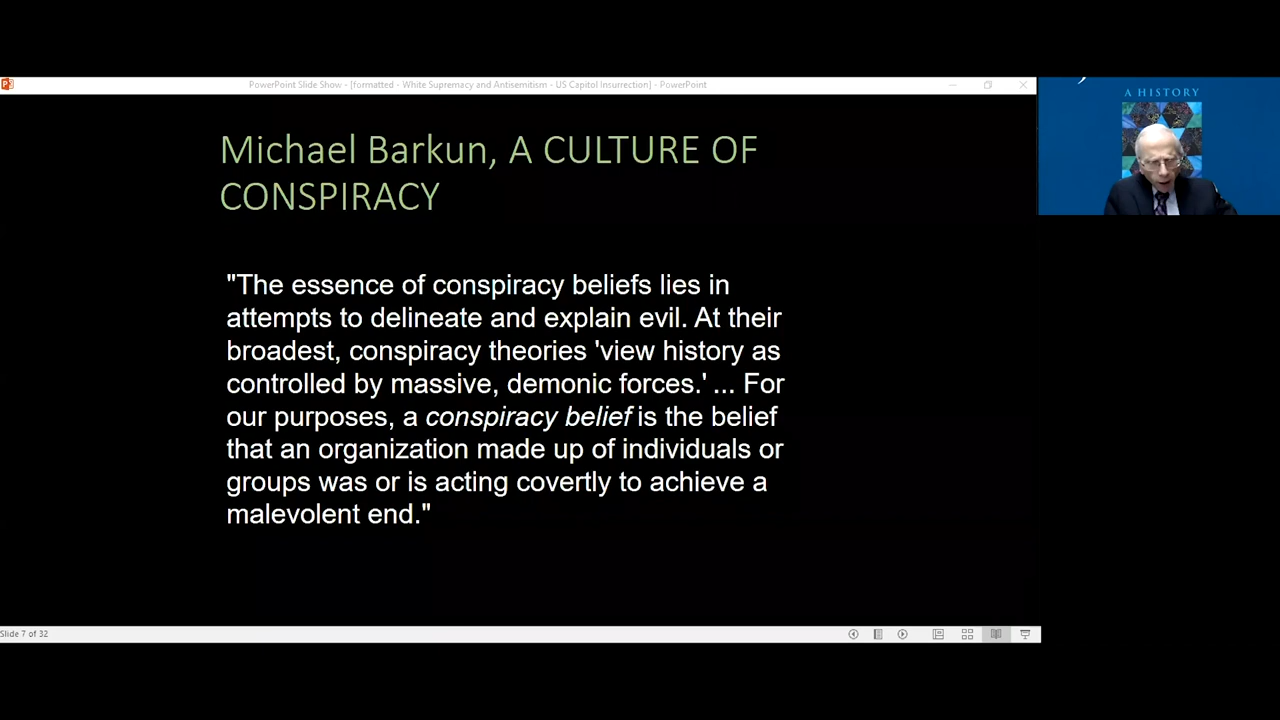 PowerPoint Slide Show - [formatted - White Supremacy and Antisemitism - US Capitol Insurrection] - PowerPoint
A HISTORY
Michael Barkun, A CULTURE OF
CONSPIRACY
"The essence of conspiracy beliefs lies in
attempts to delineate and explain evil. At their
broadest, conspiracy theories 'view history as
controlled by massive, demonic forces.' ... For
our purposes, a conspiracy belief is the belief
that an organization made up of individuals or
groups was or is acting covertly to achieve a
malevolent end."
Slide 7 of 32